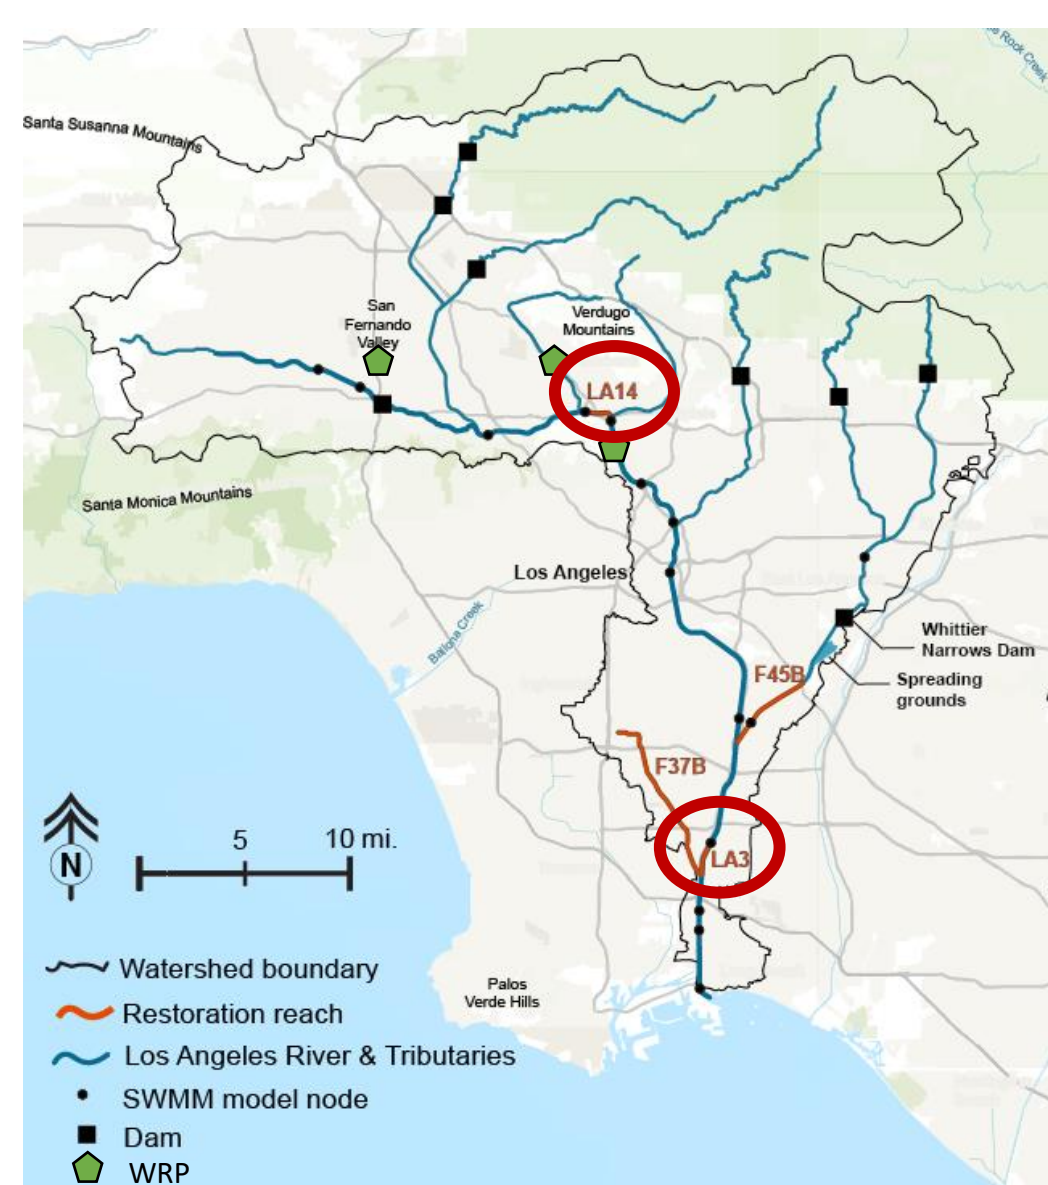 Rock Creek
Santa Susanna Mountains
San
Fernando
Valley
Verdugo
Mountains
LA14
Santa Monica Mountains
Los Angeles
Ballona Creek
Whittier
Narrows Dam
F45B
Spreading
grounds
F37B
5
10 mi.
N
LA3
Watershed boundary
Palos
Verde Hills
Restoration reach
Los Angeles River & Tributaries
SWMM model node
Dam
WRP